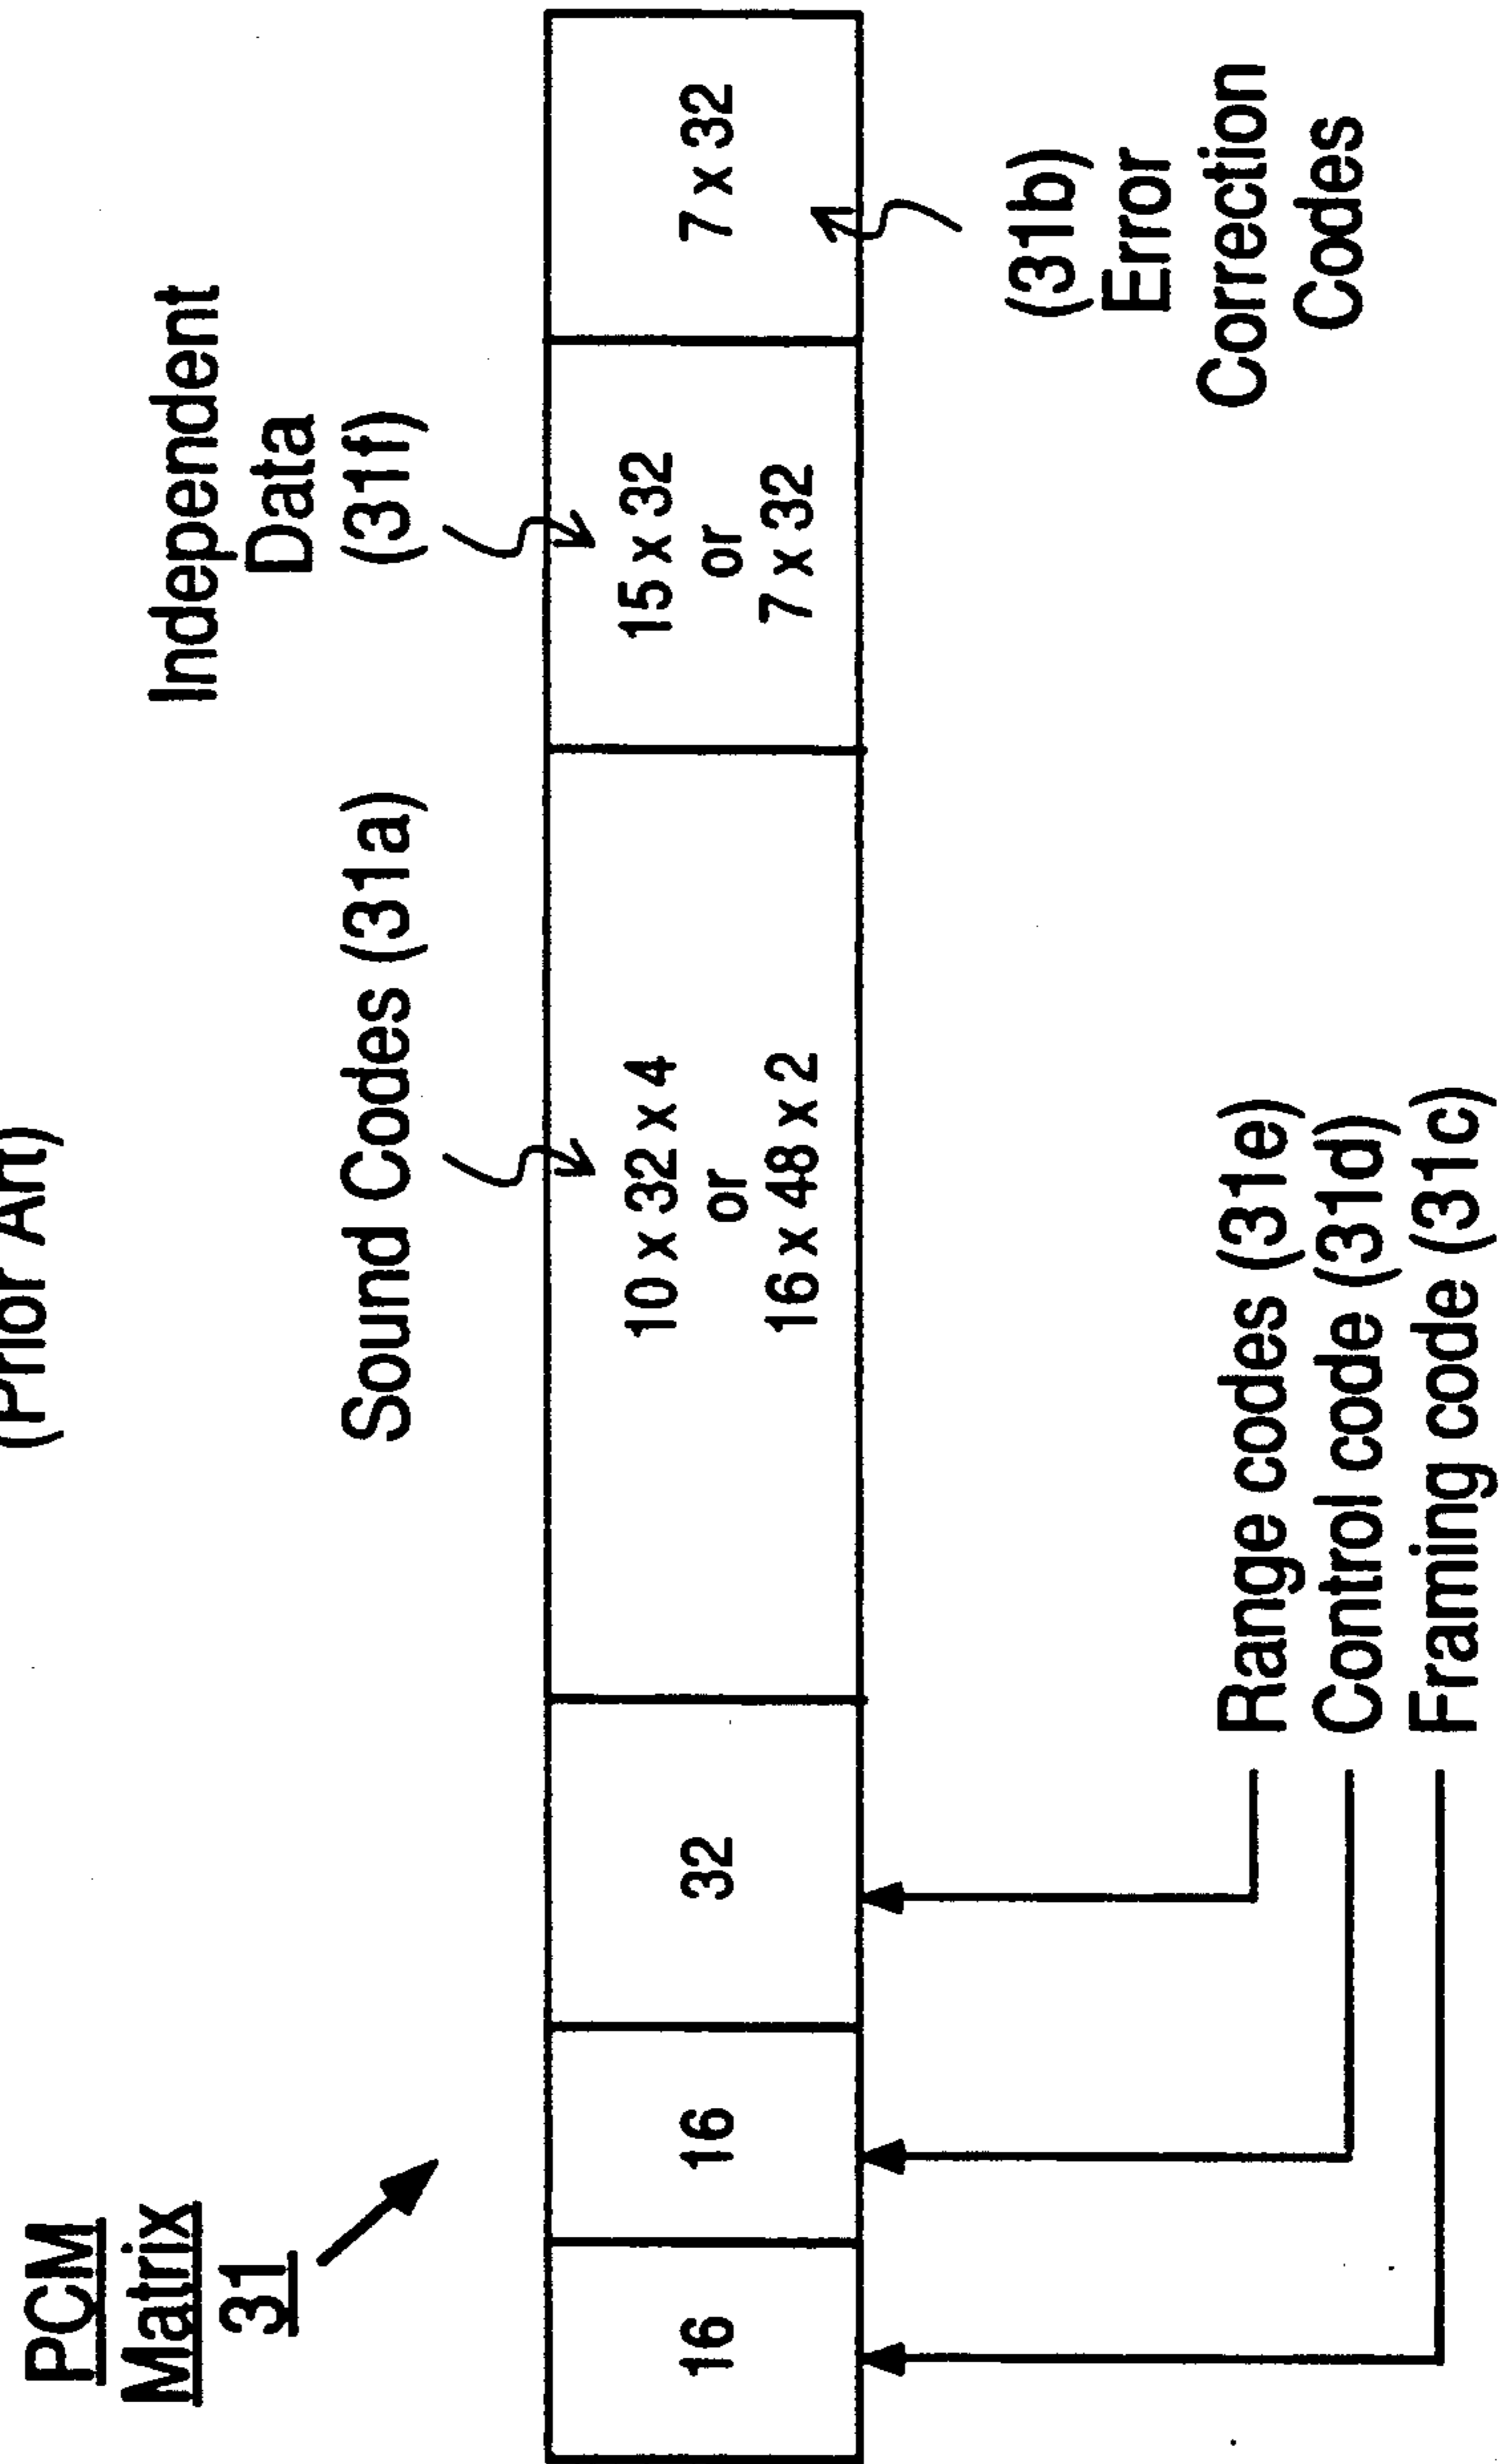 (Prior Art)
PCM
Matrix
31
Independent
Data
(31f)
Sound Codes (31a)
16
16
32
10 x 32 x 4
or
16 x 48 x 2
15 x 32
or
7 x 32
7 x 32
(31b)
Error
Correction
Codes
Range codes (31e)
Control code (31d)
Framing code (31c)